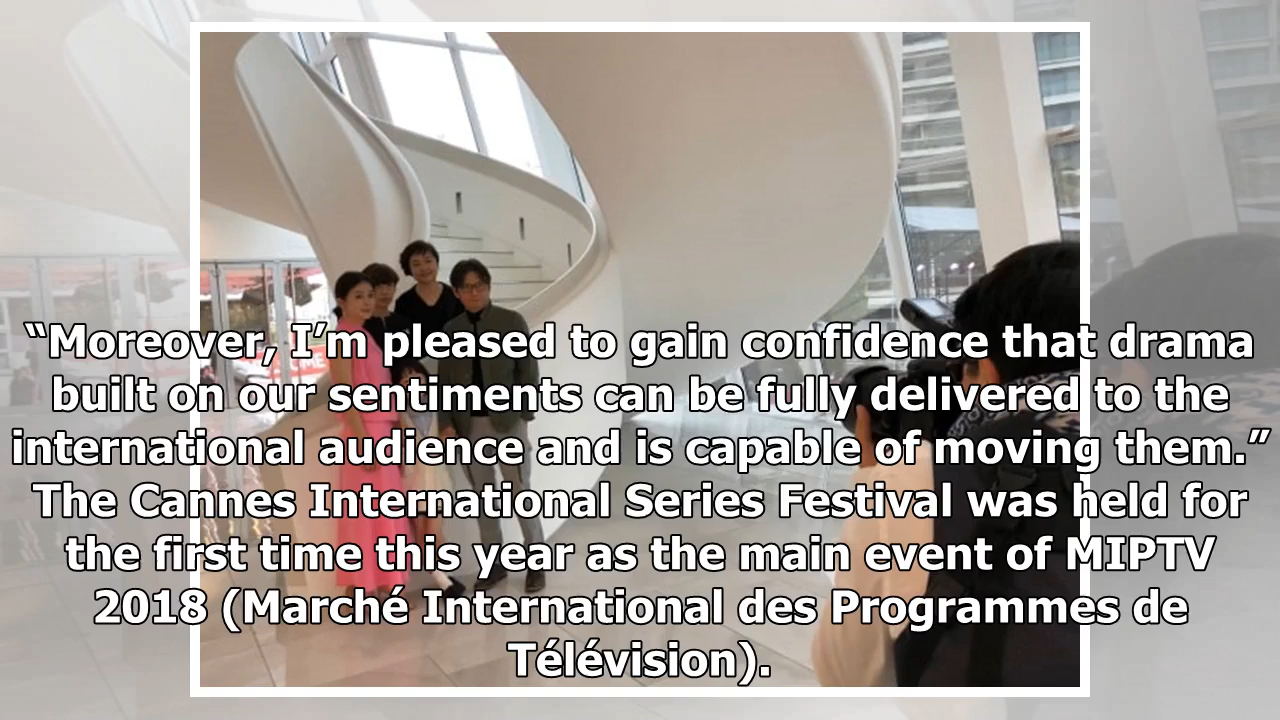 “Moreover, I’m pleased to gain confidence that drama
built on our sentiments can be fully delivered to the
international audience and is capable of moving them.”
The Cannes International Series Festival was held for
the first time this year as the main event of MIPTV
2018 (Marché International des Programmes de
Télévision).